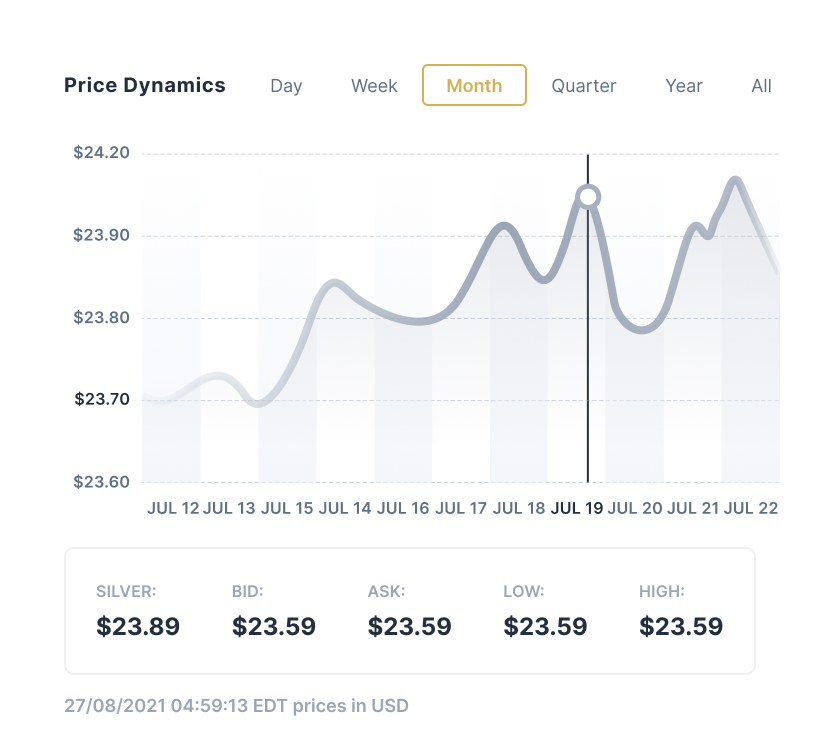 Price Dynamics Day Week Month Quarter Year All
$24.20
$23.90
$23.80
$23.70
$23.60
JUL 12 JUL 13 JUL 15 JUL 14 JUL 16 JUL 17 JUL 18 JUL 19 JUL 20 JUL 21 JUL 22
SILVER: BID: ASK: LOW: HIGH:
$23.89 $23.59 $23.59 $23.59 $23.59
27/08/2021 04:59:13 EDT prices in USD